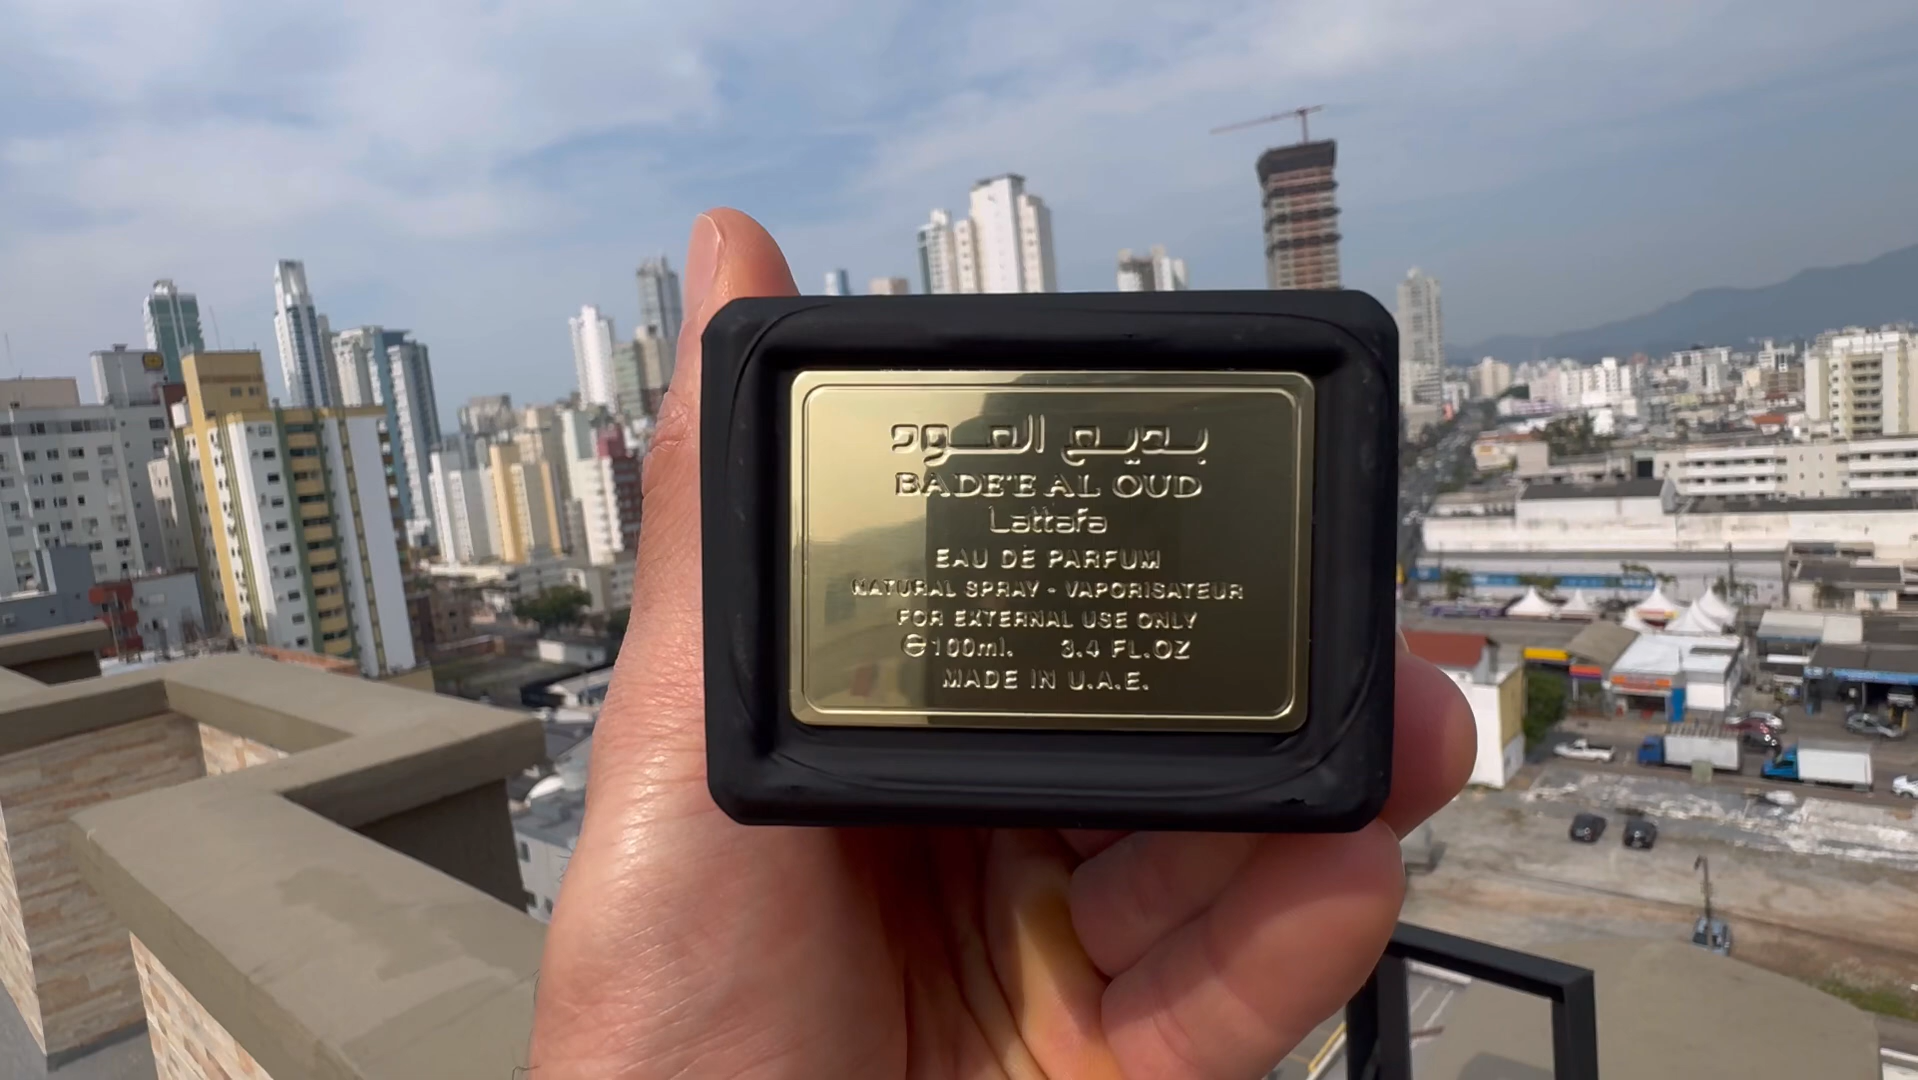 بديع العود
BADE'E AL OUD
Lattafa
EAU DE PARFUM
NATURAL SPRAY - VAPORISATEUR
FOR EXTERNAL USE ONLY
⊖100ml. 3.4 FL.OZ
MADE IN U.A.E.